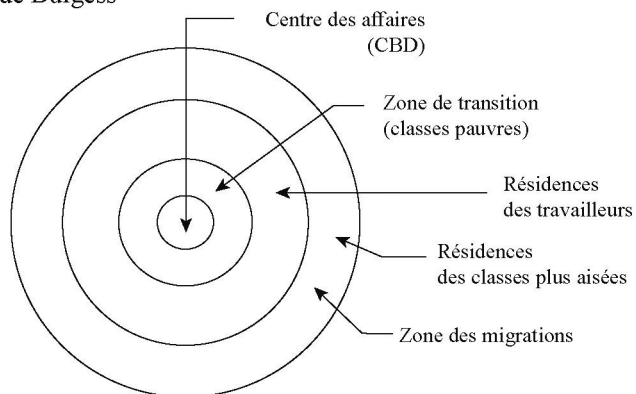 de Burgess
Centre des affaires
(CBD)
Zone de transition
(classes pauvres)
Résidences
des travailleurs
Résidences
des classes plus aisées
Zone des migrations